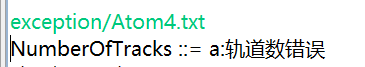 exception/Atom4.txt
NumberOfTracks ::= a:轨道数错误